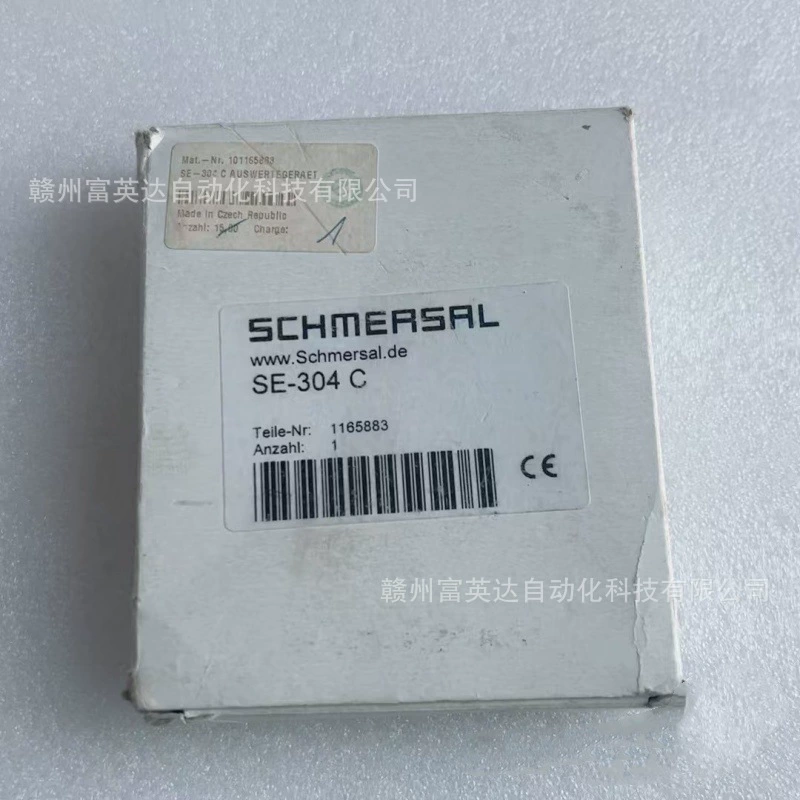 Mat.-Nr. 101165883
SE-304 C AUSWERTEGERAET
Made in Czech Republic
Anzahl: 15,00 Charge:
1
赣州富英达自动化科技有限公司
SCHMERSAL
www.Schmersal.de
SE-304 C
Teile-Nr: 1165883
Anzahl: 1
CE
赣州富英达自动化科技有限公司